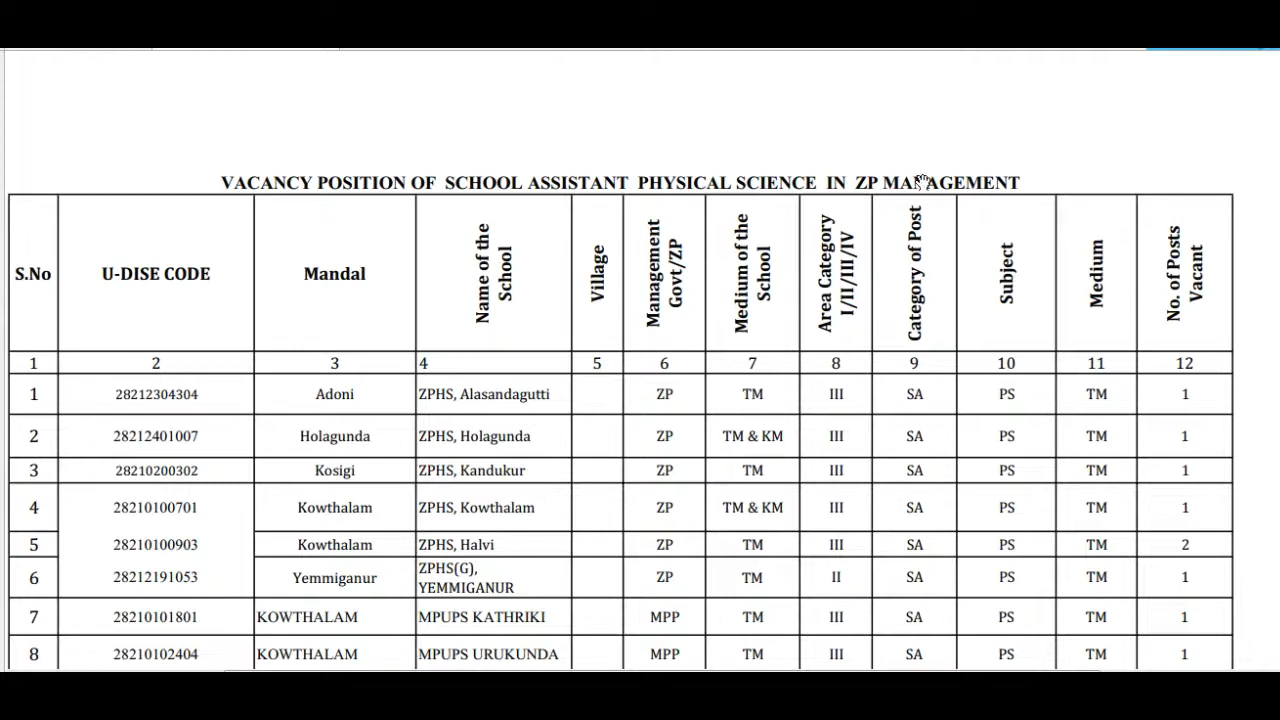 VACANCY POSITION OF SCHOOL ASSISTANT PHYSICAL SCIENCE IN ZP MANAGEMENT
S.No U-DISE CODE Mandal Name of the School Village Management Govt/ZP Medium of the School Area Category I/II/III/IV Category of Post Subject Medium No. of Posts Vacant
1 2 3 4 5 6 7 8 9 10 11 12
1 28212304304 Adoni ZPHS, Alasandagutti ZP TM III SA PS TM 1
2 28212401007 Holagunda ZPHS, Holagunda ZP TM & KM III SA PS TM 1
3 28210200302 Kosigi ZPHS, Kandukur ZP TM III SA PS TM 1
4 28210100701 Kowthalam ZPHS, Kowthalam ZP TM & KM III SA PS TM 1
5 28210100903 Kowthalam ZPHS, Halvi ZP TM III SA PS TM 2
6 28212191053 Yemmiganur ZPHS(G), YEMMIGANUR ZP TM II SA PS TM 1
7 28210101801 KOWTHALAM MPUPS KATHRIKI MPP TM III SA PS TM 1
8 28210102404 KOWTHALAM MPUPS URUKUNDA MPP TM III SA PS TM 1